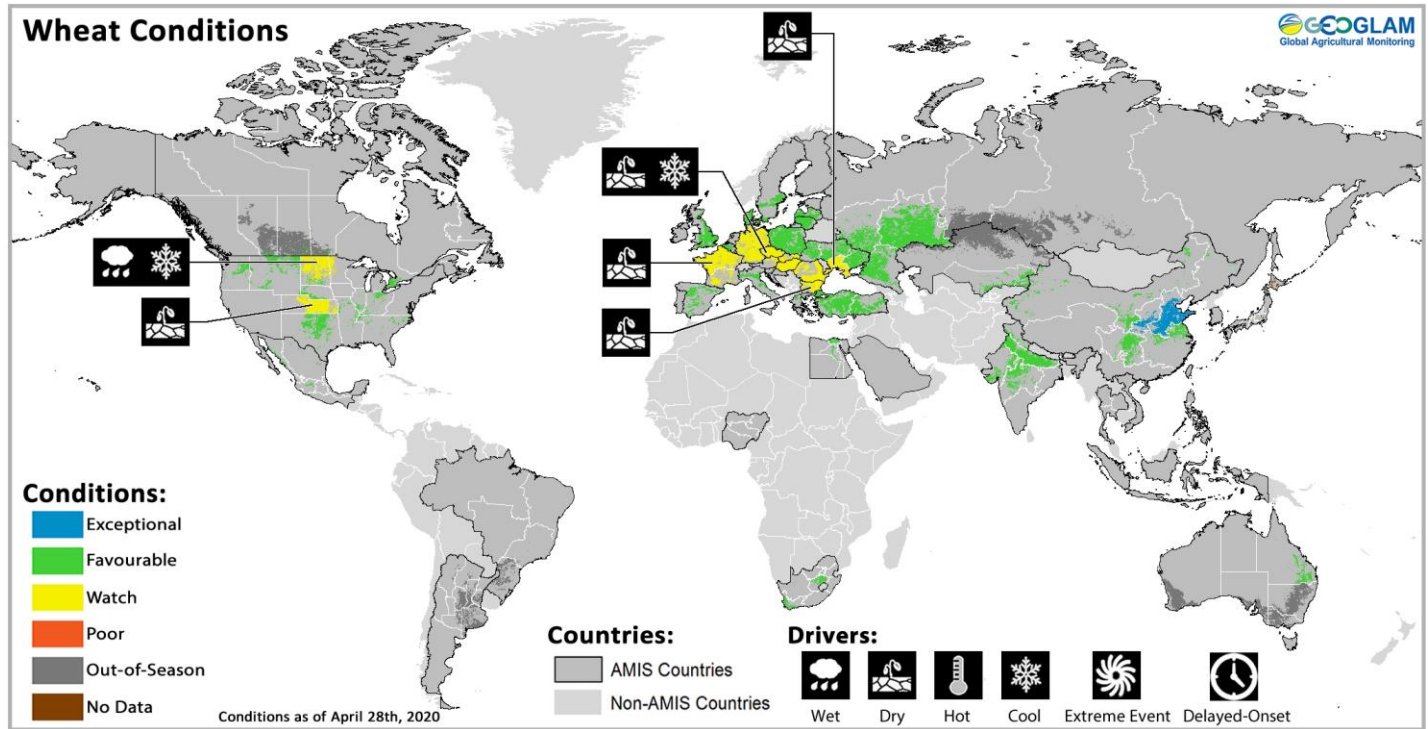 Wheat Conditions
GEOGLAM
Global Agricultural Monitoring
Conditions:
Exceptional
Favourable
Watch
Poor
Out-of-Season
No Data
Conditions as of April 28th, 2020
Countries:
AMIS Countries
Non-AMIS Countries
Drivers:
Wet
Dry
Hot
Cool
Extreme Event
Delayed-Onset